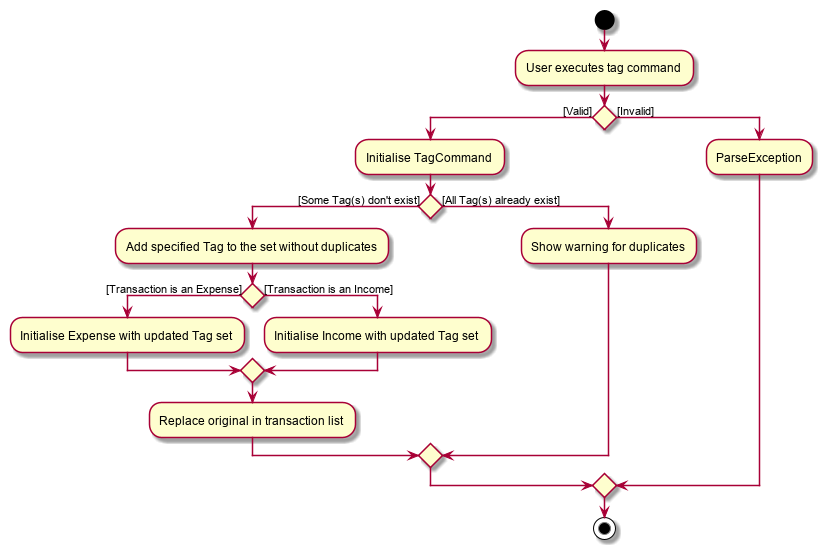 User executes tag command
[Valid]
[Invalid]
Initialise TagCommand
ParseException
[Some Tag(s) don't exist]
[All Tag(s) already exist]
Add specified Tag to the set without duplicates
Show warning for duplicates
[Transaction is an Expense]
[Transaction is an Income]
Initialise Expense with updated Tag set
Initialise Income with updated Tag set
Replace original in transaction list